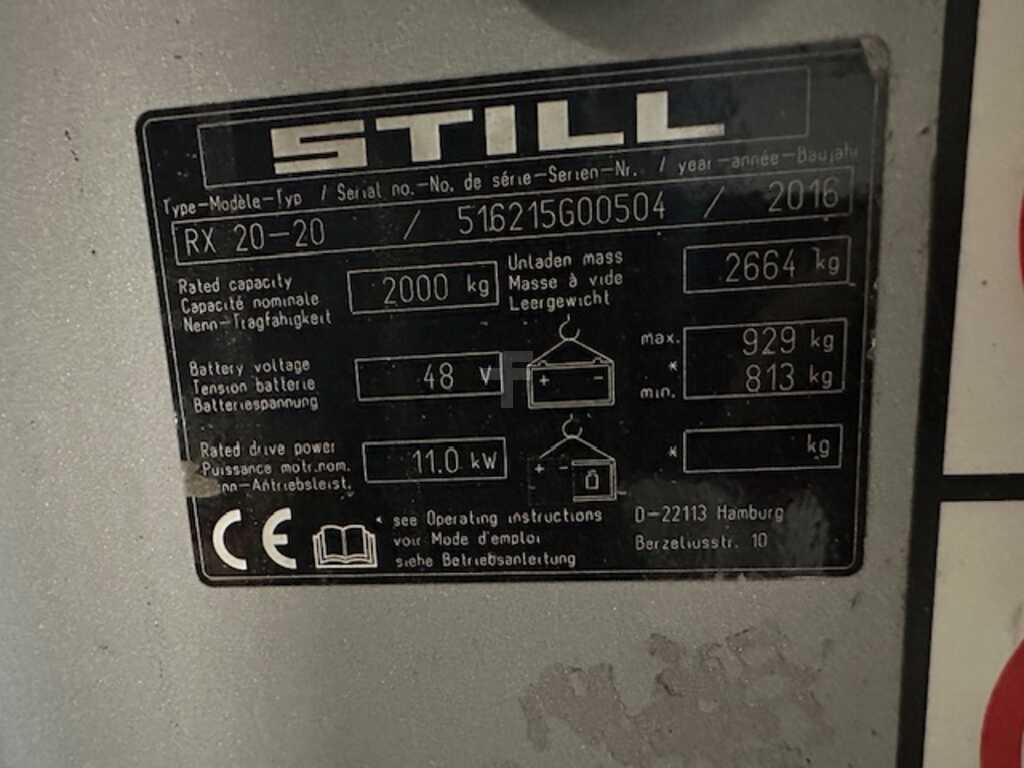 STILL
Type-Modèle-Typ / Serial no.-No. de série-Serien-Nr. / year-année-Baujahr
RX 20-20 / 516215G00504 / 2016
Rated capacity
Capacité nominale
Nenn-Tragfähigkeit
2000 kg
Unladen mass
Masse à vide
Leergewicht
2664 kg
Battery voltage
Tension batterie
Batteriespannung
48 V
+ -
max. 929 kg
*
min. 813 kg
Rated drive power
Puissance motr.nom.
-Antriebsleist.
11.0 kW
+ -
* kg
CE
* see Operating instructions
voir Mode d'emploi
siehe Betriebsanleitung
D-22113 Hamburg
Berzeliusstr. 10